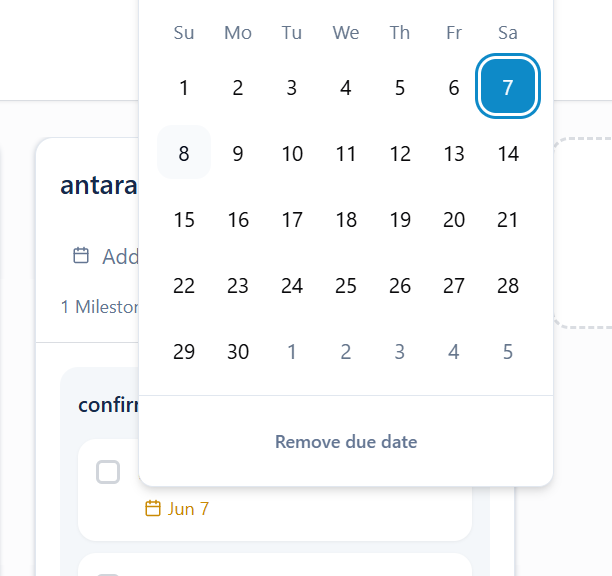 Su Mo Tu We Th Fr Sa
1 2 3 4 5 6 7
8 9 10 11 12 13 14
15 16 17 18 19 20 21
22 23 24 25 26 27 28
29 30 1 2 3 4 5
Remove due date
antara
Add
1
Jun 7